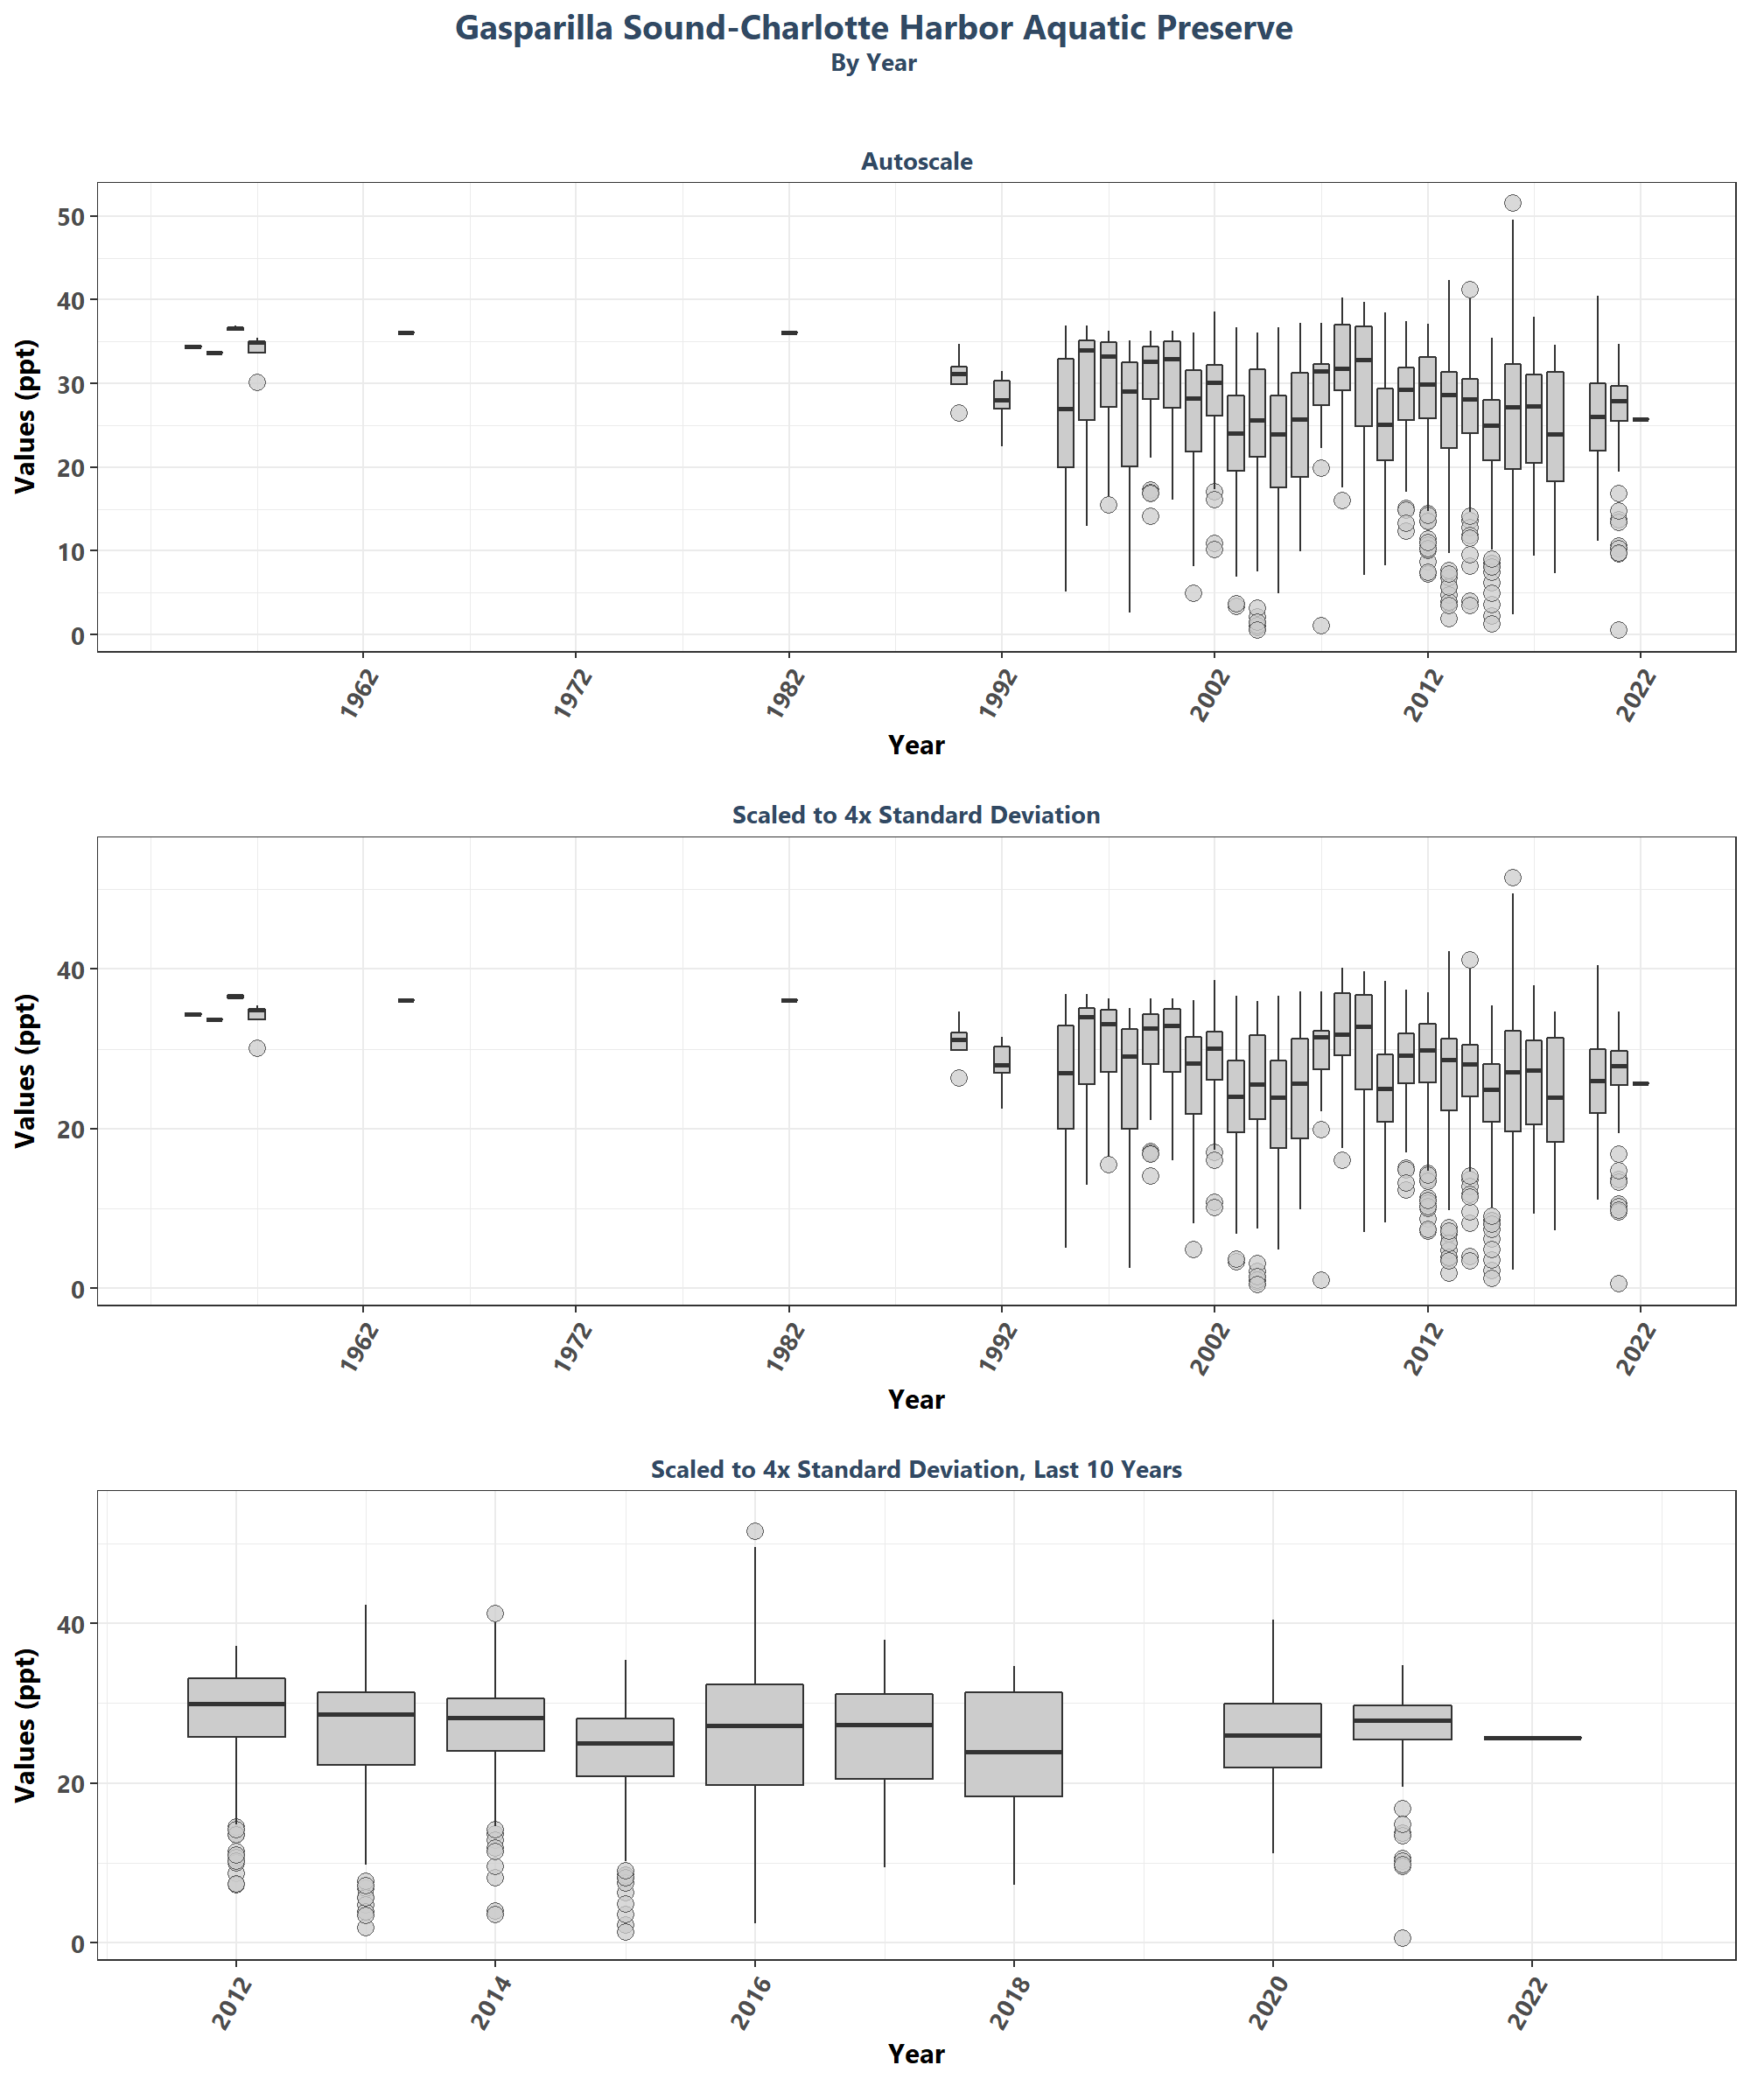 Gasparilla Sound-Charlotte Harbor Aquatic Preserve
By Year
Autoscale
Values (ppt)
50
40
30
20
10
0
1962
1972
1982
1992
2002
2012
2022
Year
Scaled to 4x Standard Deviation
Values (ppt)
40
20
0
1962
1972
1982
1992
2002
2012
2022
Year
Scaled to 4x Standard Deviation, Last 10 Years
Values (ppt)
40
20
0
2012
2014
2016
2018
2020
2022
Year